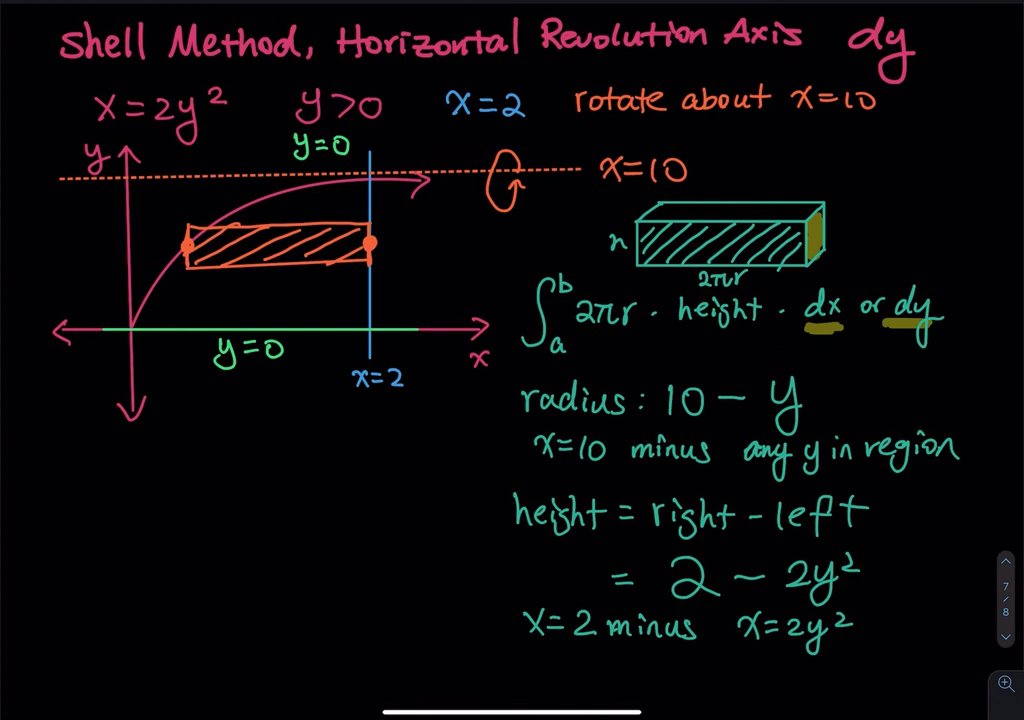 Shell Method, Horizontal Revolution Axis dy
x=2y² y>0 x=2 rotate about x=10
y=0
y
x=10
n
2πr
∫ₐᵇ 2πr · height · dx or dy
y=0
x
x=2
radius: 10 - y
x=10 minus any y in region
height = right - left
= 2 - 2y²
x=2 minus x=2y²
7
/
8